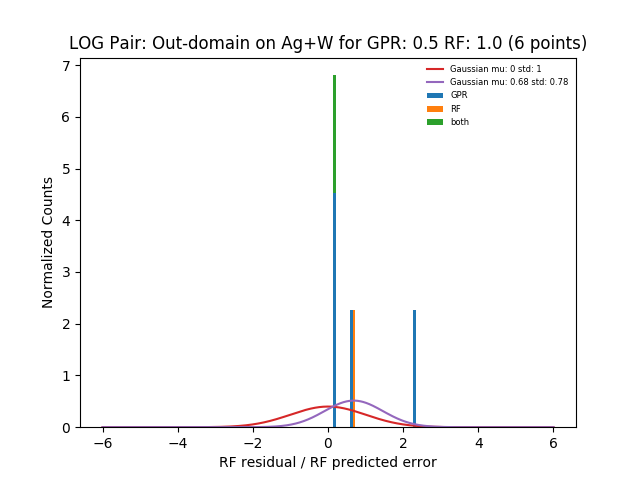 LOG Pair: Out-domain on Ag+W for GPR: 0.5 RF: 1.0 (6 points)
Gaussian mu: 0 std: 1
Gaussian mu: 0.68 std: 0.78
GPR
RF
both
Normalized Counts
7
6
5
4
3
2
1
0
−6
−4
−2
0
2
4
6
RF residual / RF predicted error